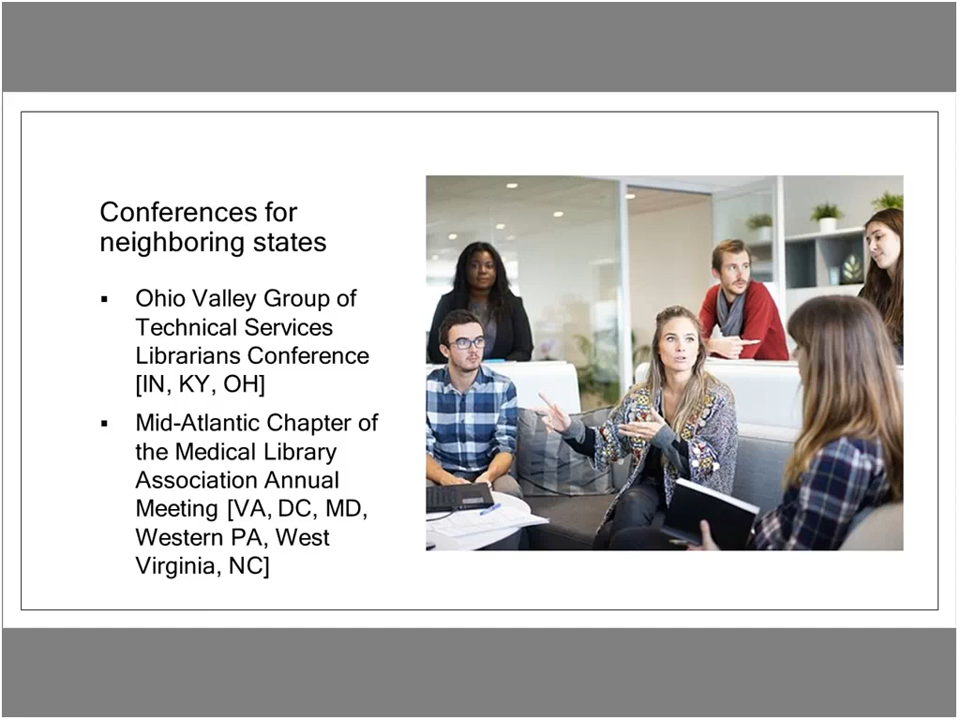 Conferences for
neighboring states
▪ Ohio Valley Group of
Technical Services
Librarians Conference
[IN, KY, OH]
▪ Mid-Atlantic Chapter of
the Medical Library
Association Annual
Meeting [VA, DC, MD,
Western PA, West
Virginia, NC]